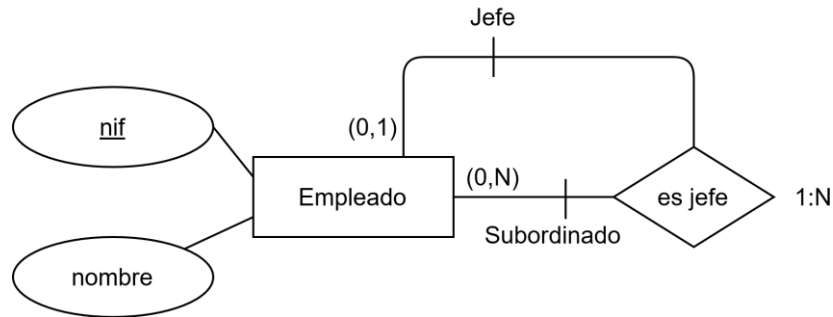 Jefe
nif
(0,1)
(0,N)
Empleado
es jefe
1:N
Subordinado
nombre